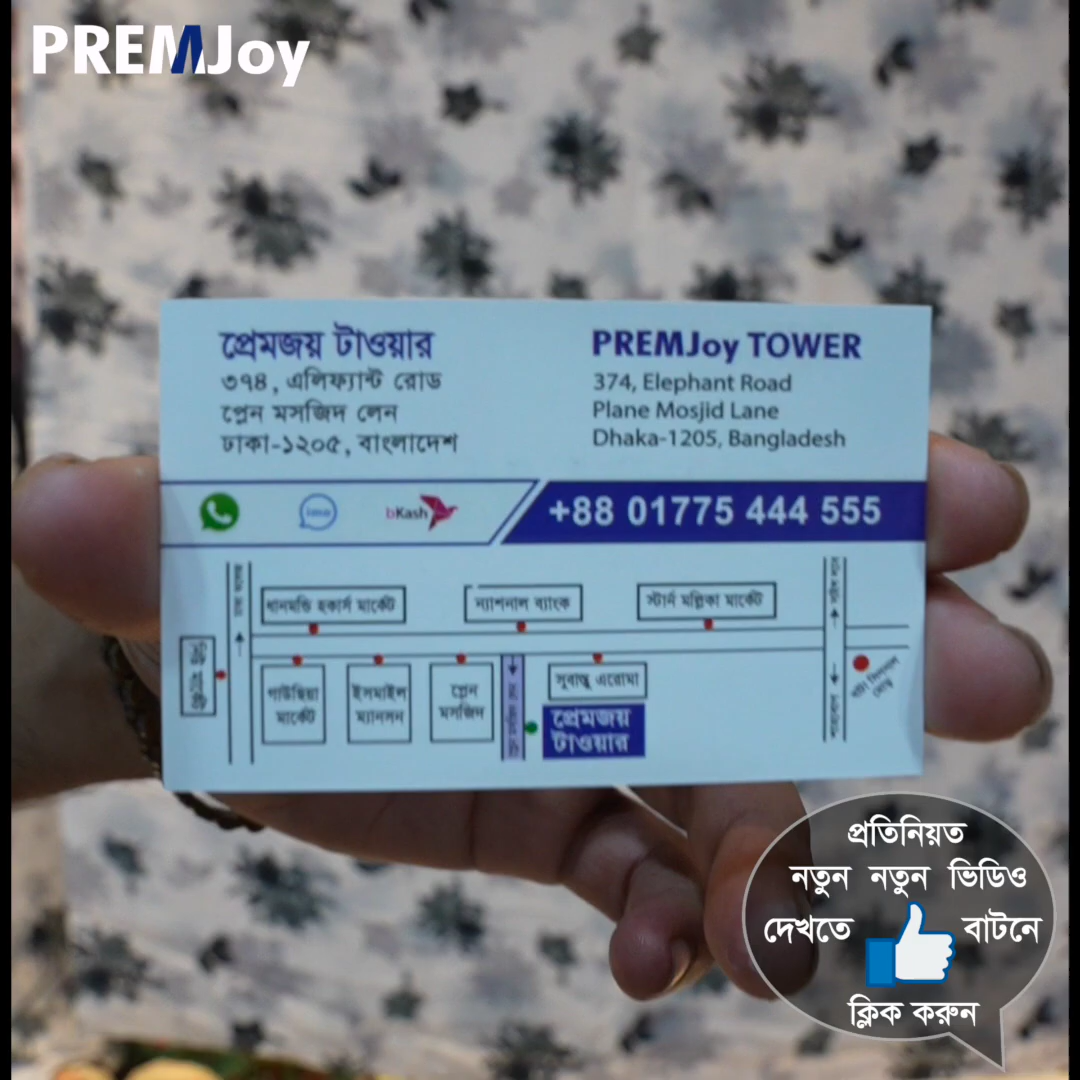 PREMJoy
প্রেমজয় টাওয়ার
৩৭৪, এলিফ্যান্ট রোড
প্লেন মসজিদ লেন
ঢাকা-১২০৫, বাংলাদেশ
PREMJoy TOWER
374, Elephant Road
Plane Mosjid Lane
Dhaka-1205, Bangladesh
imo
bKash
+88 01775 444 555
ধানমন্ডি হকার্স মার্কেট
ন্যাশনাল ব্যাংক
স্টার্ন মল্লিকা মার্কেট
গাউছিয়া
মার্কেট
ইসমাইল
ম্যানসন
প্লেন
মসজিদ
সুবাস্তু এরোমা
প্রেমজয়
টাওয়ার
প্রতিনিয়ত
নতুন নতুন ভিডিও
দেখতে বাটনে
ক্লিক করুন